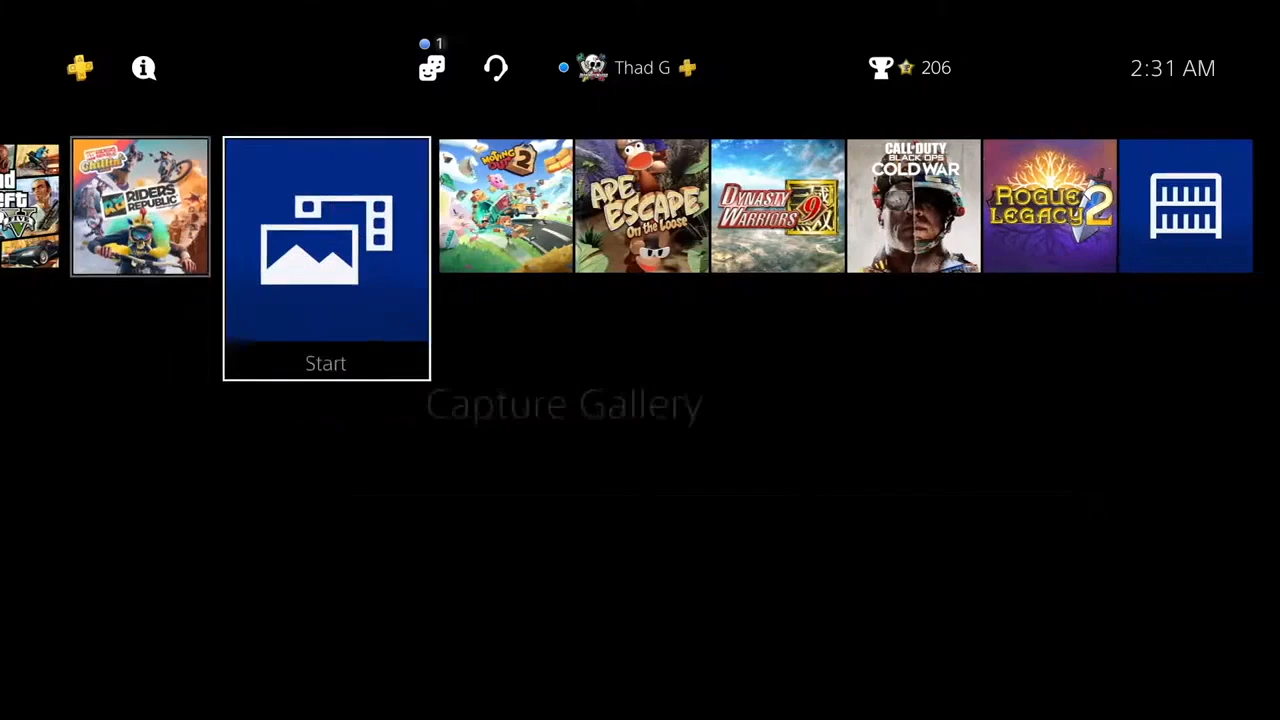 1
Thad G
206
2:31 AM
Chillin'
RIDERS
REPUBLIC
MOVING
OUT 2
APE
ESCAPE
On the Loose
DYNASTY
WARRIORS 9
CALL OF DUTY
BLACK OPS
COLD WAR
ROGUE
LEGACY 2
V
Start
Capture Gallery